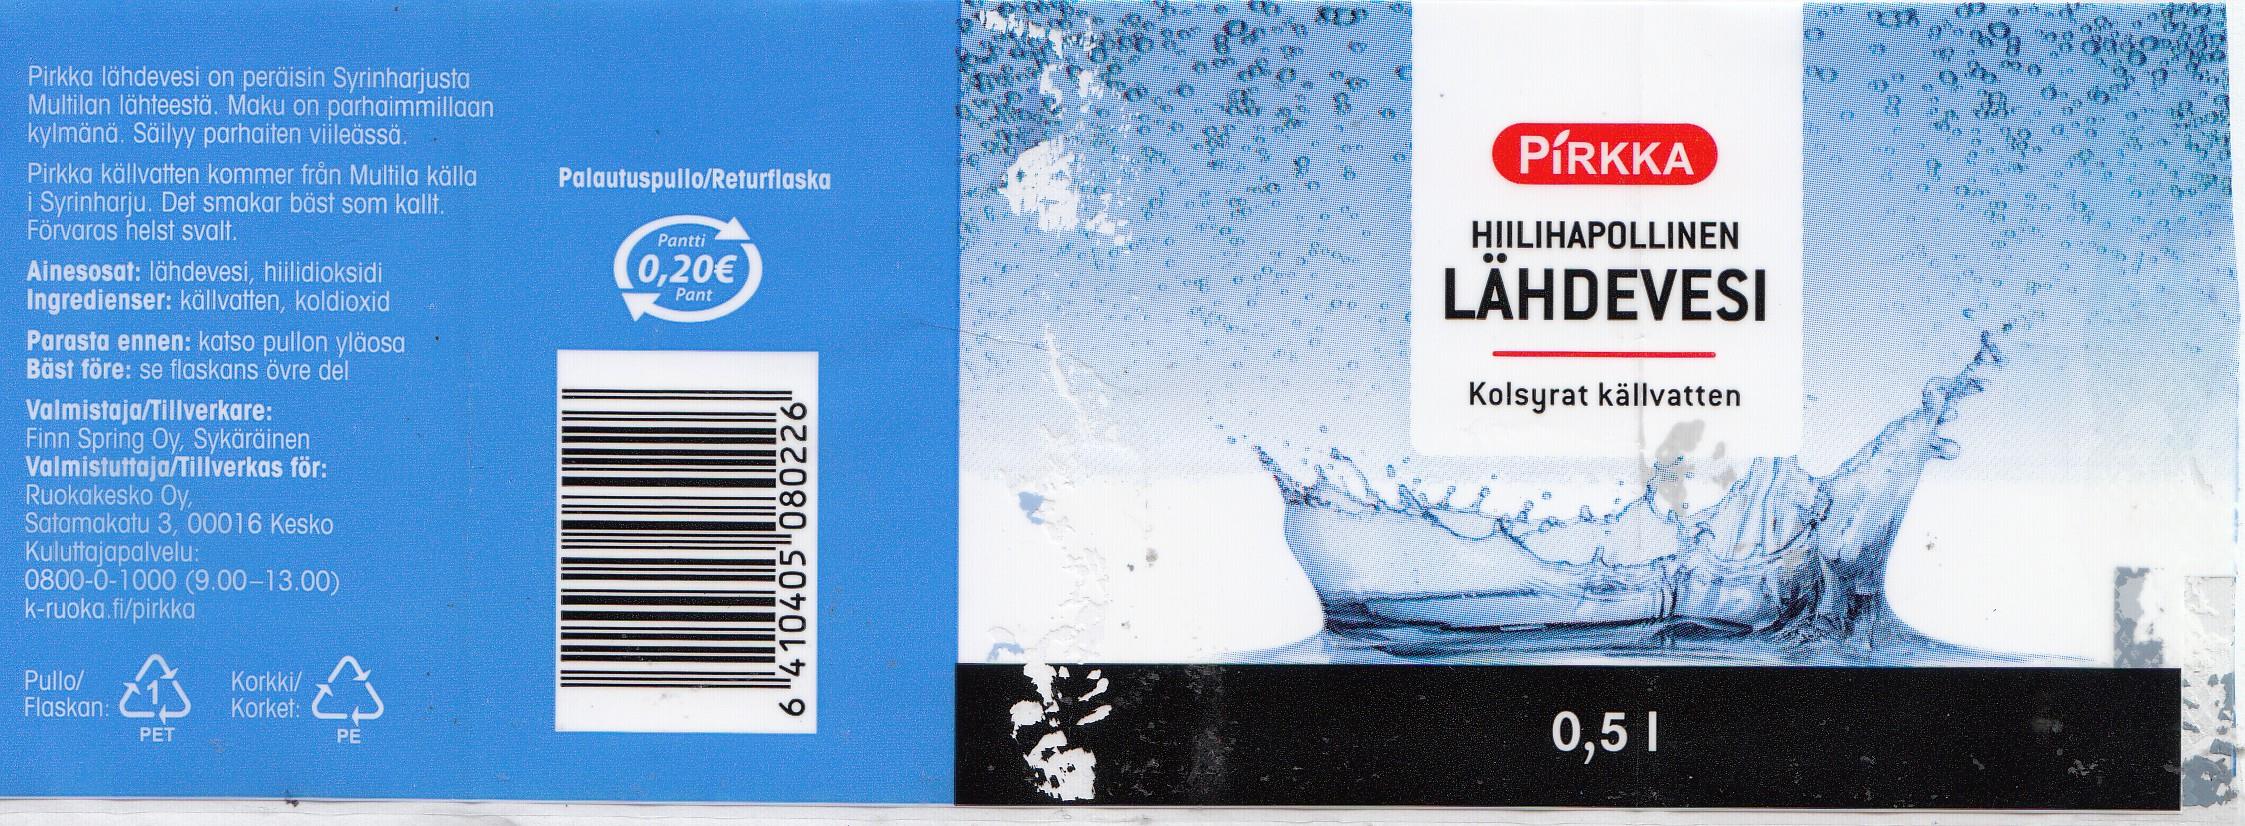 Pirkka lähdevesi on peräisin Syrinharjusta
Multilan lähteestä. Maku on parhaimmillaan
kylmänä. Säilyy parhaiten viileässä.
Pirkka källvatten kommer från Multila källa
i Syrinharju. Det smakar bäst som kallt.
Förvaras helst svalt.
Ainesosat: lähdevesi, hiilidioksidi
Ingredienser: källvatten, koldioxid
Parasta ennen: katso pullon yläosa
Bäst före: se flaskans övre del
Valmistaja/Tillverkare:
Finn Spring Oy, Sykäräinen
Valmistuttaja/Tillverkas för:
Ruokakesko Oy,
Satamakatu 3, 00016 Kesko
Kuluttajapalvelu:
0800-0-1000 (9.00–13.00)
k-ruoka.fi/pirkka
Pullo/
Flaskan:
1
PET
Korkki/
Korket:
PE
Palautuspullo/Returflaska
Pantti
0,20€
Pant
6 410405 080226
PIRKKA
HIILIHAPOLLINEN
LÄHDEVESI
Kolsyrat källvatten
0,5 l